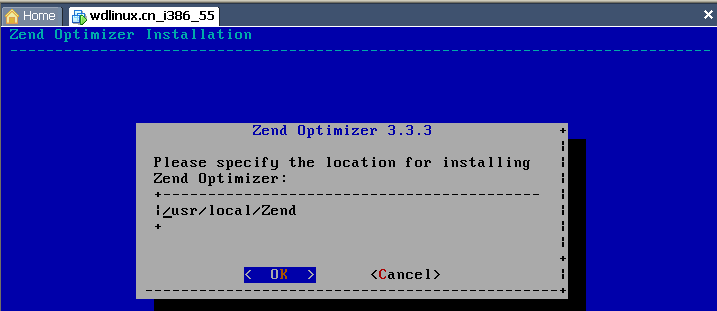 Home
wdlinux.cn_i386_55
Zend Optimizer Installation
Zend Optimizer 3.3.3
Please specify the location for installing
Zend Optimizer:
/usr/local/Zend
< OK >
<Cancel>